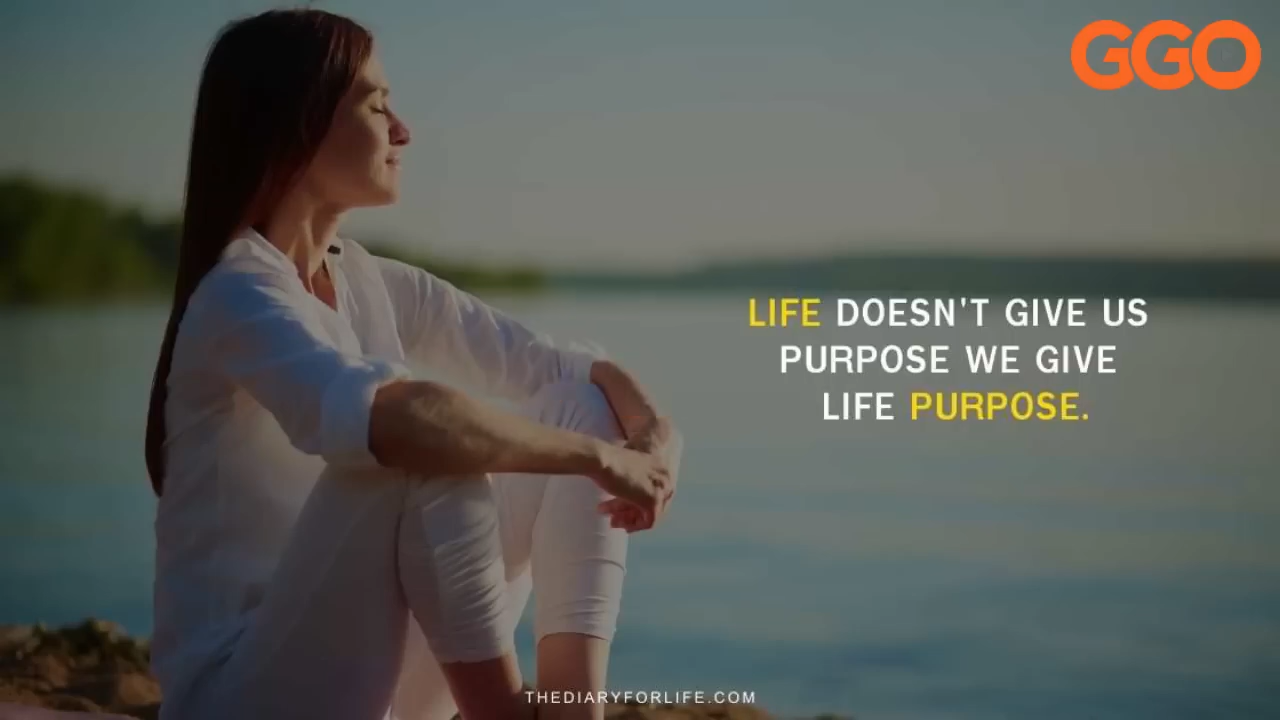 GGO
LIFE DOESN'T GIVE US
PURPOSE WE GIVE
LIFE PURPOSE.
THEDIARYFORLIFE.COM